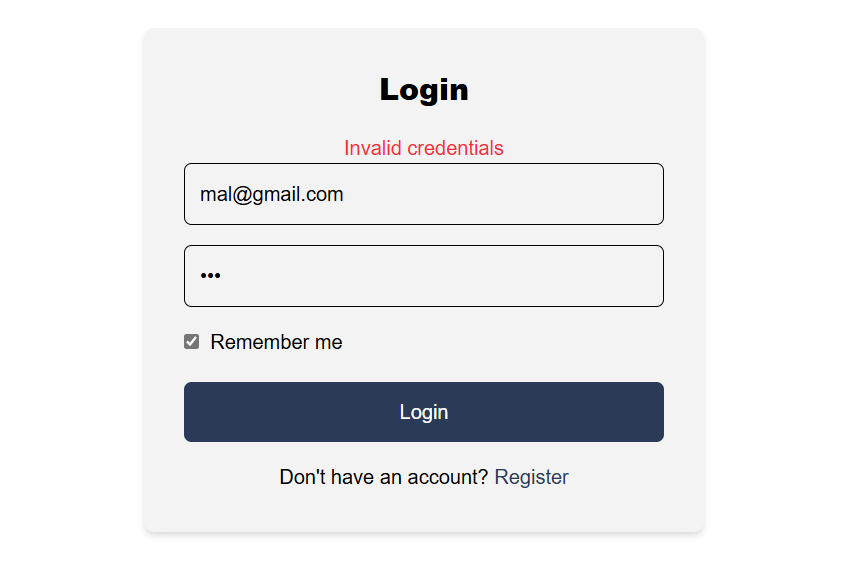 Login
Invalid credentials
mal@gmail.com
•••
Remember me
Login
Don't have an account? Register